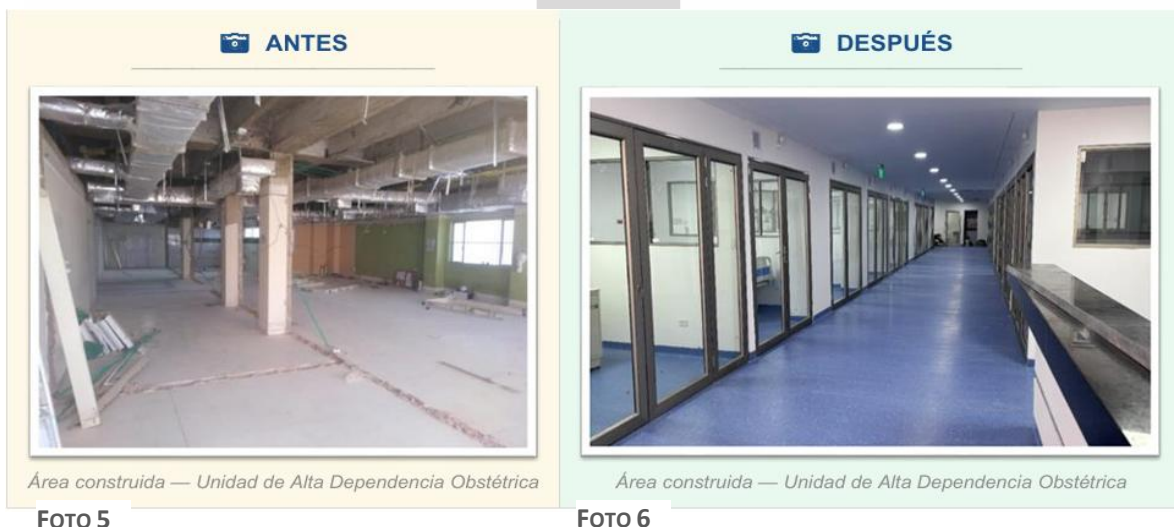 ANTES
Área construida — Unidad de Alta Dependencia Obstétrica
FOTO 5
DESPUÉS
Área construida — Unidad de Alta Dependencia Obstétrica
FOTO 6